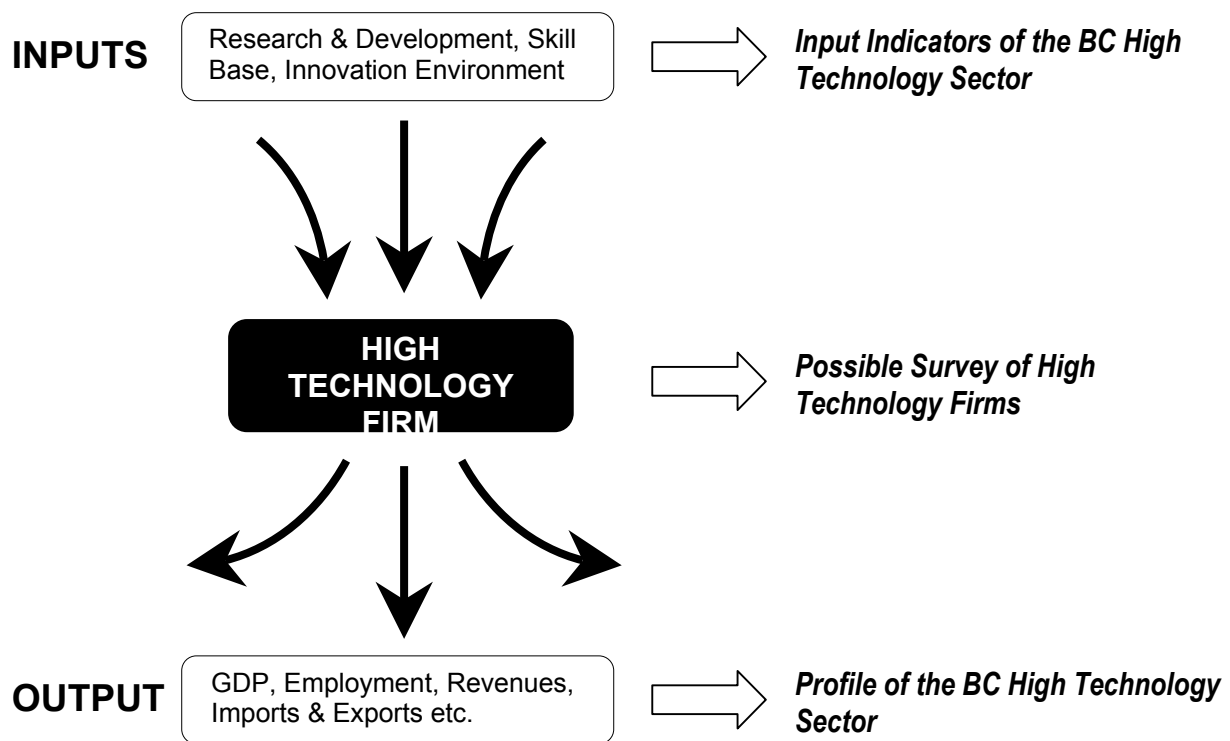 INPUTS
Research & Development, Skill
Base, Innovation Environment
Input Indicators of the BC High
Technology Sector
HIGH
TECHNOLOGY
FIRM
Possible Survey of High
Technology Firms
OUTPUT
GDP, Employment, Revenues,
Imports & Exports etc.
Profile of the BC High Technology
Sector